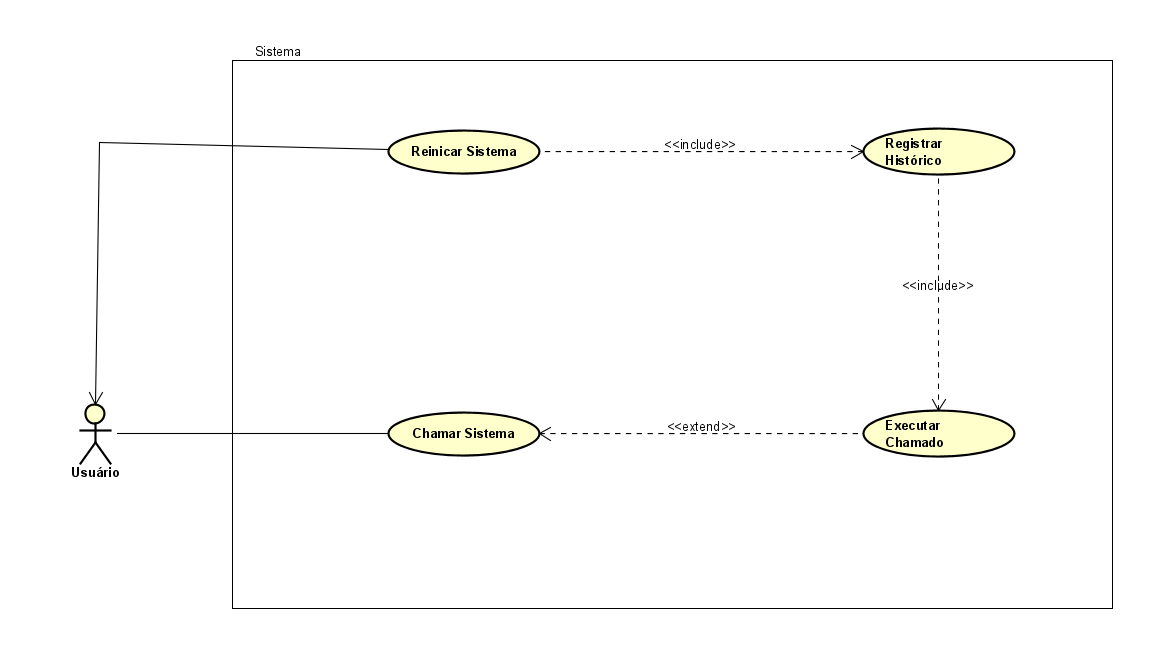 Sistema
Reinicar Sistema
<<include>>
Registrar
Histórico
<<include>>
Usuário
Chamar Sistema
<<extend>>
Executar
Chamado